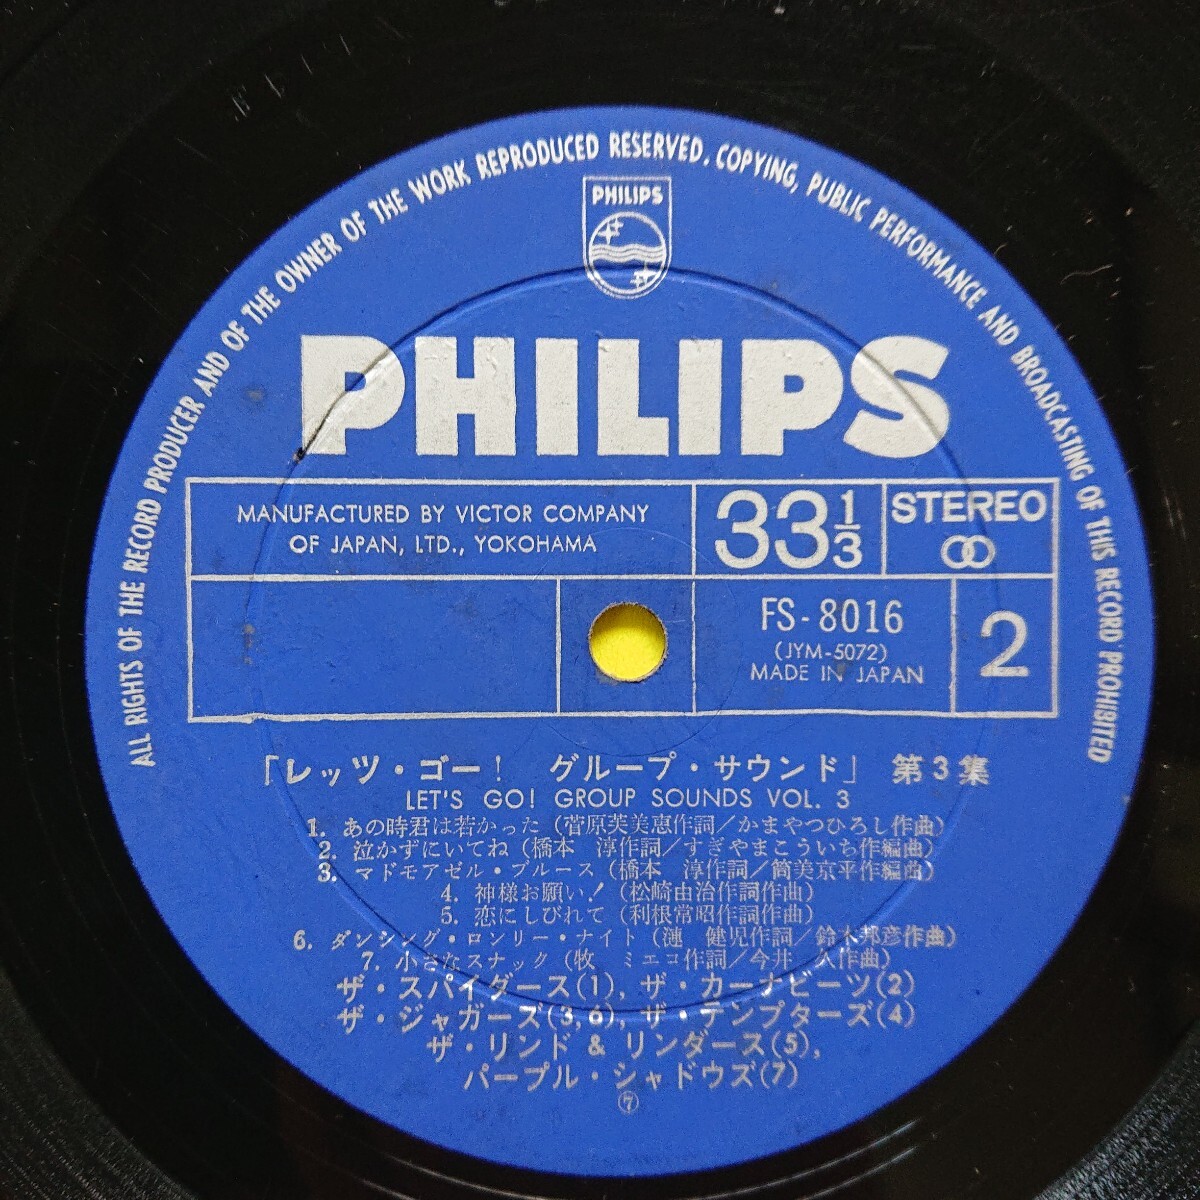 ALL RIGHTS OF THE RECORD PRODUCER AND OF THE OWNER OF THE WORK REPRODUCED RESERVED. COPYING, PUBLIC PERFORMANCE AND BROADCASTING OF THIS RECORD PROHIBITED
PHILIPS
PHILIPS
MANUFACTURED BY VICTOR COMPANY
OF JAPAN, LTD., YOKOHAMA
33 1/3
STEREO
FS-8016
(JYM-5072)
MADE IN JAPAN
2
「レッツ・ゴー! グループ・サウンド」 第3集
LET'S GO! GROUP SOUNDS VOL. 3
1. あの時君は若かった (菅原芙美恵作詞/かまやつひろし作曲)
2. 泣かずにいてね (橋本 淳作詞/すぎやまこういち作編曲)
3. マドモアゼル・ブルース (橋本 淳作詞/筒美京平作編曲)
4. 神様お願い! (松崎由治作詞作曲)
5. 恋にしびれて (利根常昭作詞作曲)
6. ダンシング・ロンリー・ナイト (漣 健児作詞/鈴木邦彦作曲)
7. 小さなスナック (牧 ミエコ作詞/今井 久作曲)
ザ・スパイダース(1), ザ・カーナビーツ(2)
ザ・ジャガーズ(3,6), ザ・テンプターズ(4)
ザ・リンド & リンダース(5),
パープル・シャドウズ(7)
⑦